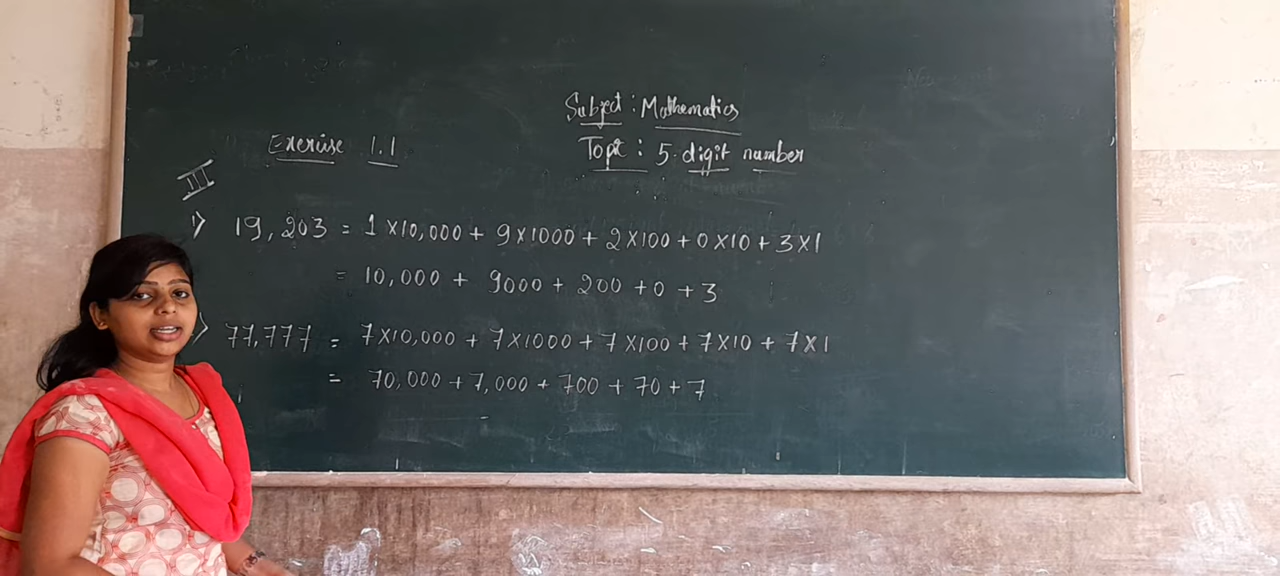 Subject: Mathematics
Topic: 5 digit number
Exercise 1.1
III
1) 19,203 = 1×10,000 + 9×1000 + 2×100 + 0×10 + 3×1
= 10,000 + 9000 + 200 + 0 + 3
77,777 = 7×10,000 + 7×1000 + 7×100 + 7×10 + 7×1
= 70,000 + 7,000 + 700 + 70 + 7